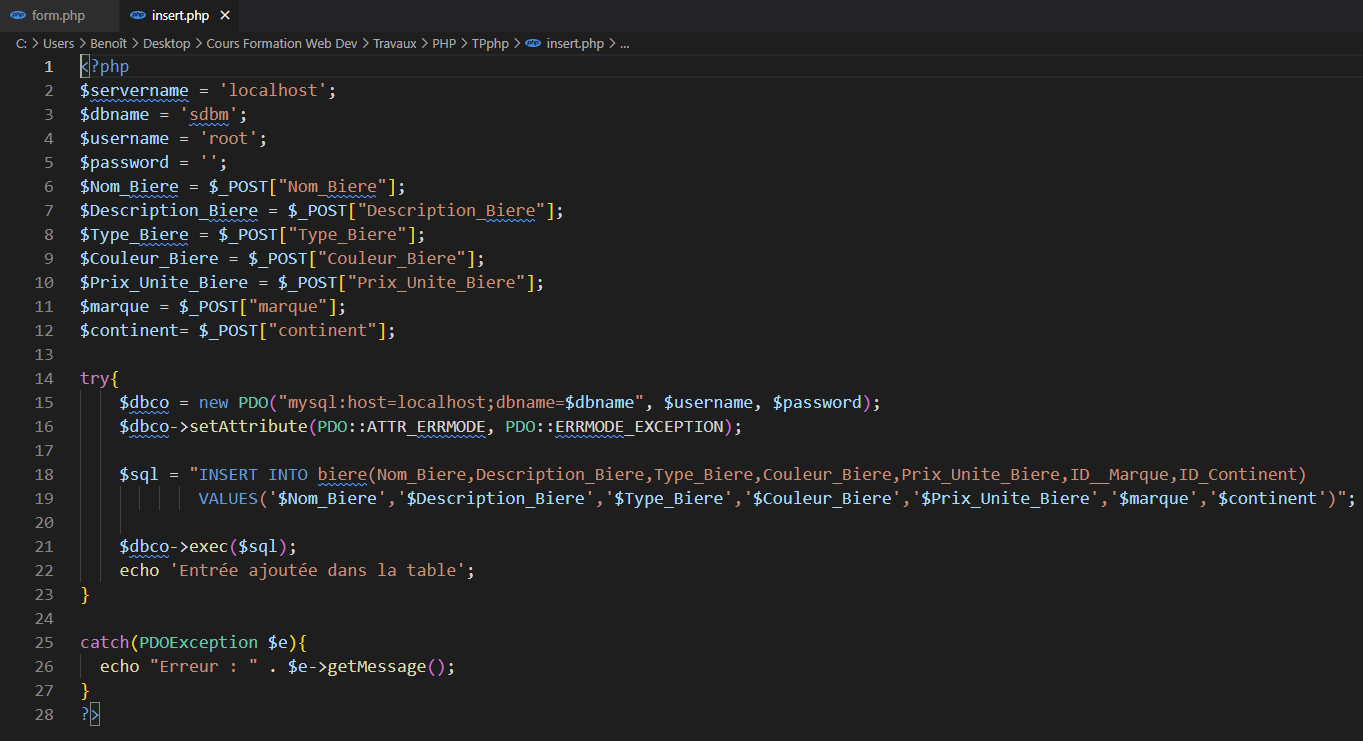 form.php insert.php
C: > Users > Benoît > Desktop > Cours Formation Web Dev > Travaux > PHP > TPphp > insert.php > ...
1 <?php
2 $servername = 'localhost';
3 $dbname = 'sdbm';
4 $username = 'root';
5 $password = '';
6 $Nom_Biere = $_POST["Nom_Biere"];
7 $Description_Biere = $_POST["Description_Biere"];
8 $Type_Biere = $_POST["Type_Biere"];
9 $Couleur_Biere = $_POST["Couleur_Biere"];
10 $Prix_Unite_Biere = $_POST["Prix_Unite_Biere"];
11 $marque = $_POST["marque"];
12 $continent= $_POST["continent"];
13
14 try{
15     $dbco = new PDO("mysql:host=localhost;dbname=$dbname", $username, $password);
16     $dbco->setAttribute(PDO::ATTR_ERRMODE, PDO::ERRMODE_EXCEPTION);
17
18     $sql = "INSERT INTO biere(Nom_Biere,Description_Biere,Type_Biere,Couleur_Biere,Prix_Unite_Biere,ID__Marque,ID_Continent)
19             VALUES('$Nom_Biere','$Description_Biere','$Type_Biere','$Couleur_Biere','$Prix_Unite_Biere','$marque','$continent')";
20
21     $dbco->exec($sql);
22     echo 'Entrée ajoutée dans la table';
23 }
24
25 catch(PDOException $e){
26   echo "Erreur : " . $e->getMessage();
27 }
28 ?>